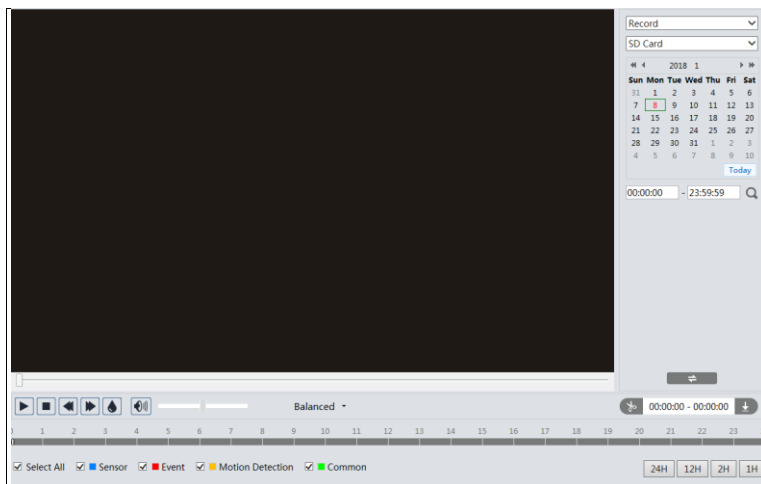 Record
SD Card
2018 1
Sun Mon Tue Wed Thu Fri Sat
31 1 2 3 4 5 6
7 8 9 10 11 12 13
14 15 16 17 18 19 20
21 22 23 24 25 26 27
28 29 30 31 1 2 3
4 5 6 7 8 9 10
Today
00:00:00 - 23:59:59
Balanced
00:00:00 - 00:00:00
1 2 3 4 5 6 7 8 9 10 11 12 13 14 15 16 17 18 19 20 21 22 23
Select All Sensor Event Motion Detection Common
24H 12H 2H 1H